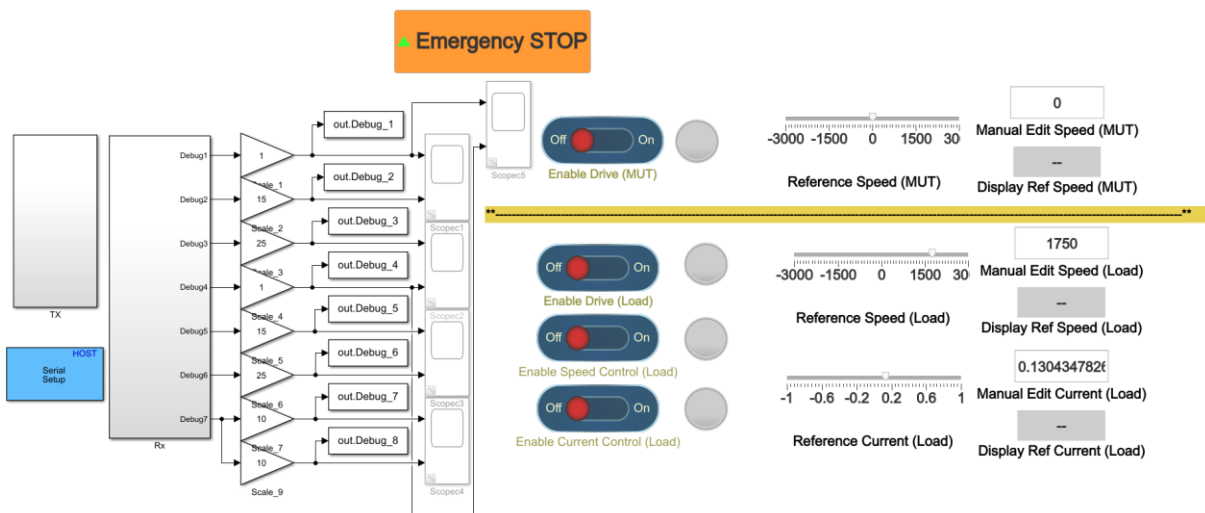 Emergency STOP
TX
HOST
Serial
Setup
Debug1
Debug2
Debug3
Debug4
Debug5
Debug6
Debug7
Rx
1
Scale_1
15
Scale_2
25
Scale_3
1
Scale_4
15
Scale_5
25
Scale_6
10
Scale_7
10
Scale_9
out.Debug_1
out.Debug_2
out.Debug_3
out.Debug_4
out.Debug_5
out.Debug_6
out.Debug_7
out.Debug_8
Scopec1
Scopec2
Scopec3
Scopec4
Scopec5
Off On
Enable Drive (MUT)
-3000 -1500 0 1500 30
Reference Speed (MUT)
0
Manual Edit Speed (MUT)
--
Display Ref Speed (MUT)
Off On
Enable Drive (Load)
Off On
Enable Speed Control (Load)
Off On
Enable Current Control (Load)
-3000 -1500 0 1500 30
Reference Speed (Load)
1750
Manual Edit Speed (Load)
--
Display Ref Speed (Load)
-1 -0.6 -0.2 0.2 0.6 1
Reference Current (Load)
0.1304347826
Manual Edit Current (Load)
--
Display Ref Current (Load)